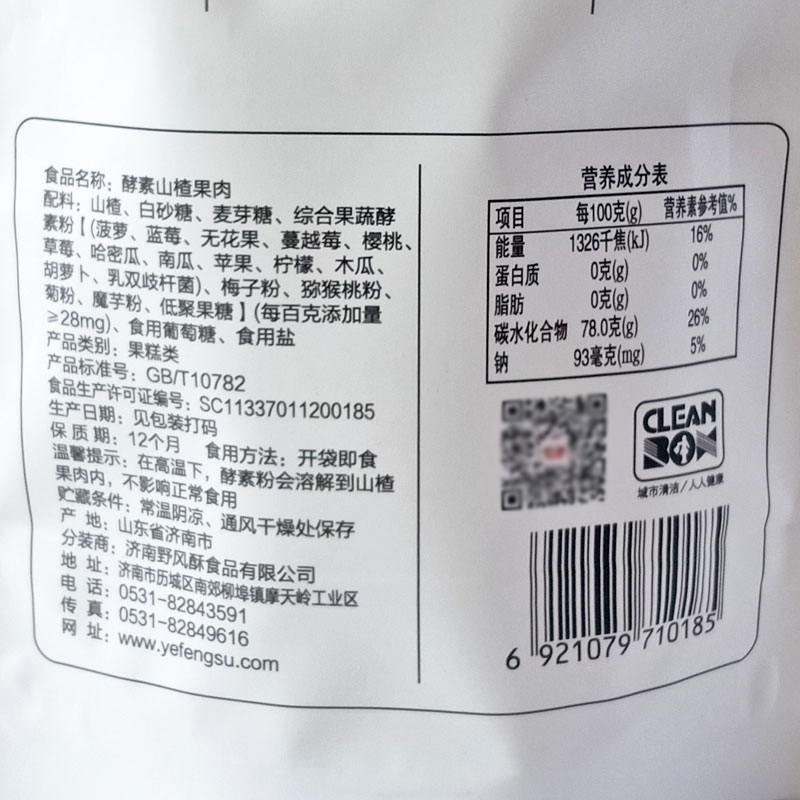 食品名称：酵素山楂果肉
配料：山楂、白砂糖、麦芽糖、综合果蔬酵
素粉【(菠萝、蓝莓、无花果、蔓越莓、樱桃、
草莓、哈密瓜、南瓜、苹果、柠檬、木瓜、
胡萝卜、乳双歧杆菌)、梅子粉、猕猴桃粉、
菊粉、魔芋粉、低聚果糖】(每百克添加量
≥28mg)、食用葡萄糖、食用盐
产品类别：果糕类
产品标准号：GB/T10782
食品生产许可证编号：SC11337011200185
生产日期：见包装打码
保 质 期：12个月 食用方法：开袋即食
温馨提示：在高温下，酵素粉会溶解到山楂
果肉内，不影响正常食用
贮藏条件：常温阴凉、通风干燥处保存
产 地：山东省济南市
分装商：济南野风酥食品有限公司
地 址：济南市历城区南郊柳埠镇摩天岭工业区
电 话：0531-82843591
传 真：0531-82849616
网 址：www.yefengsu.com
营养成分表
项目 每100克(g) 营养素参考值%
能量 1326千焦(kJ) 16%
蛋白质 0克(g) 0%
脂肪 0克(g) 0%
碳水化合物 78.0克(g) 26%
钠 93毫克(mg) 5%
CLEAN
BOX
城市清洁/人人健康
6 921079 710185